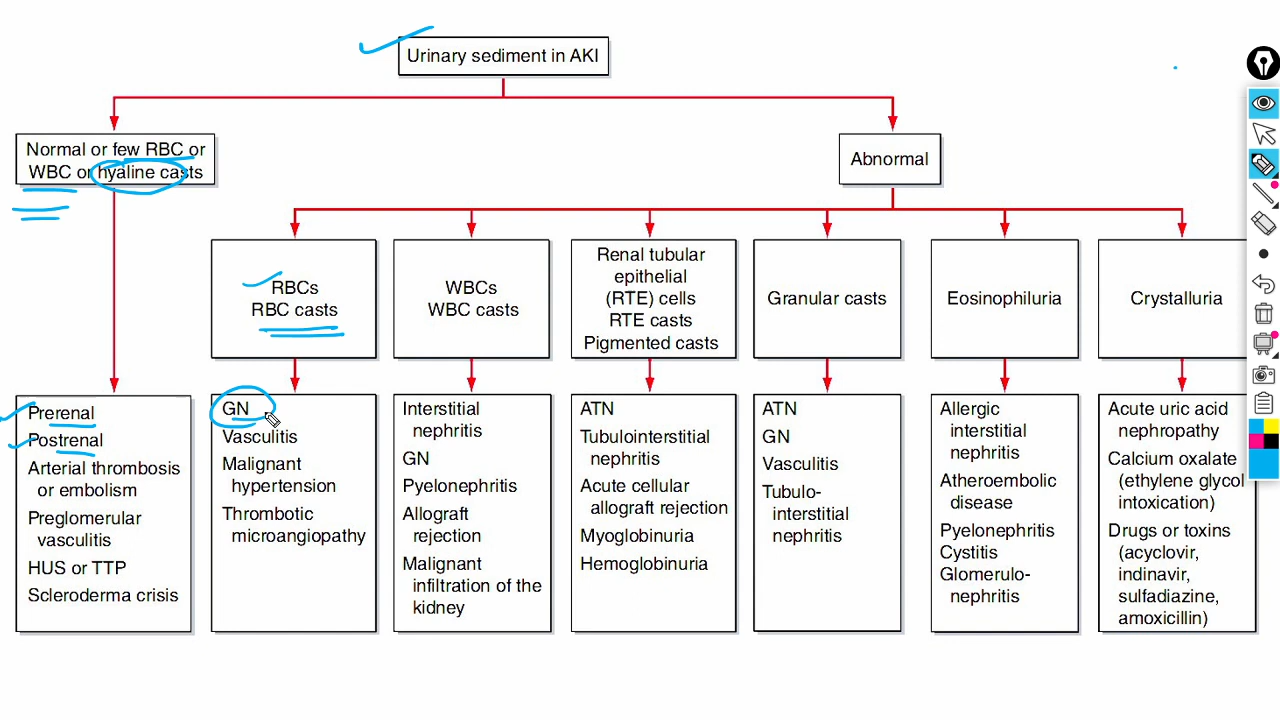 Urinary sediment in AKI
Normal or few RBC or
WBC or hyaline casts
Abnormal
RBCs
RBC casts
WBCs
WBC casts
Renal tubular
epithelial
(RTE) cells
RTE casts
Pigmented casts
Granular casts
Eosinophiluria
Crystalluria
Prerenal
Postrenal
Arterial thrombosis
or embolism
Preglomerular
vasculitis
HUS or TTP
Scleroderma crisis
GN
Vasculitis
Malignant
hypertension
Thrombotic
microangiopathy
Interstitial
nephritis
GN
Pyelonephritis
Allograft
rejection
Malignant
infiltration of the
kidney
ATN
Tubulointerstitial
nephritis
Acute cellular
allograft rejection
Myoglobinuria
Hemoglobinuria
ATN
GN
Vasculitis
Tubulo-
interstitial
nephritis
Allergic
interstitial
nephritis
Atheroembolic
disease
Pyelonephritis
Cystitis
Glomerulo-
nephritis
Acute uric acid
nephropathy
Calcium oxalate
(ethylene glycol
intoxication)
Drugs or toxins
(acyclovir,
indinavir,
sulfadiazine,
amoxicillin)